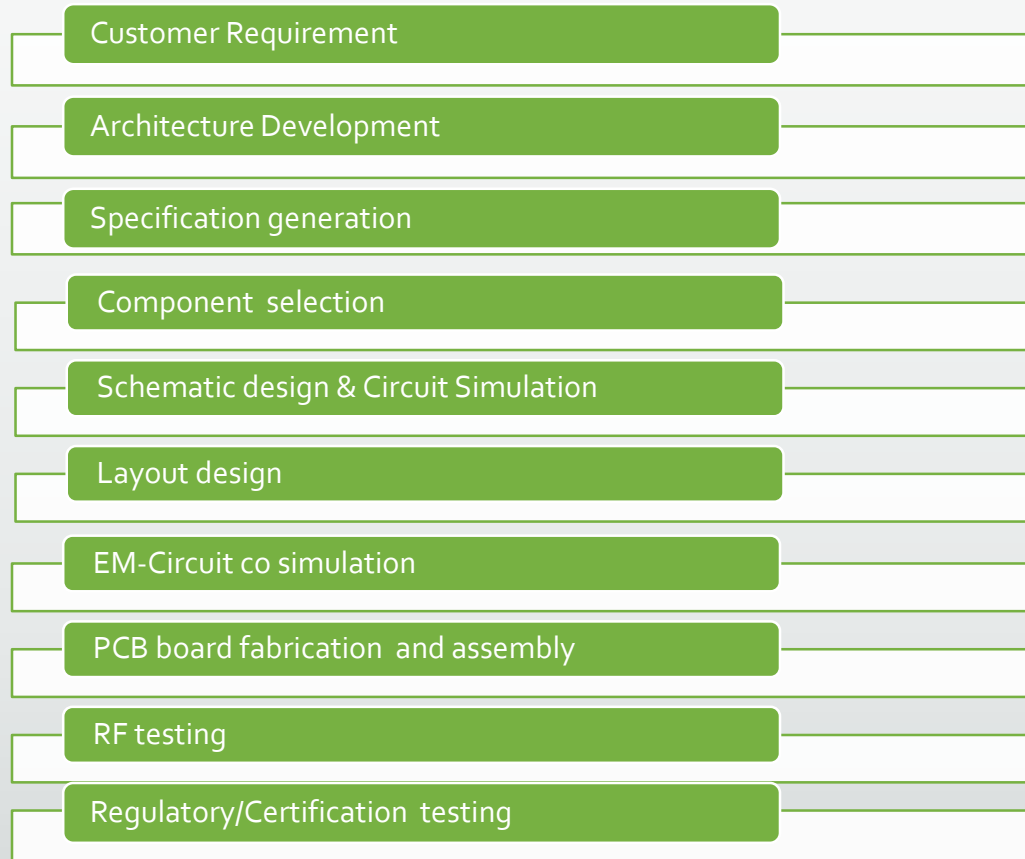 Customer Requirement
Architecture Development
Specification generation
Component  selection
Schematic design & Circuit Simulation
Layout design
EM-Circuit co simulation
PCB board fabrication  and assembly
RF testing
Regulatory/Certification  testing